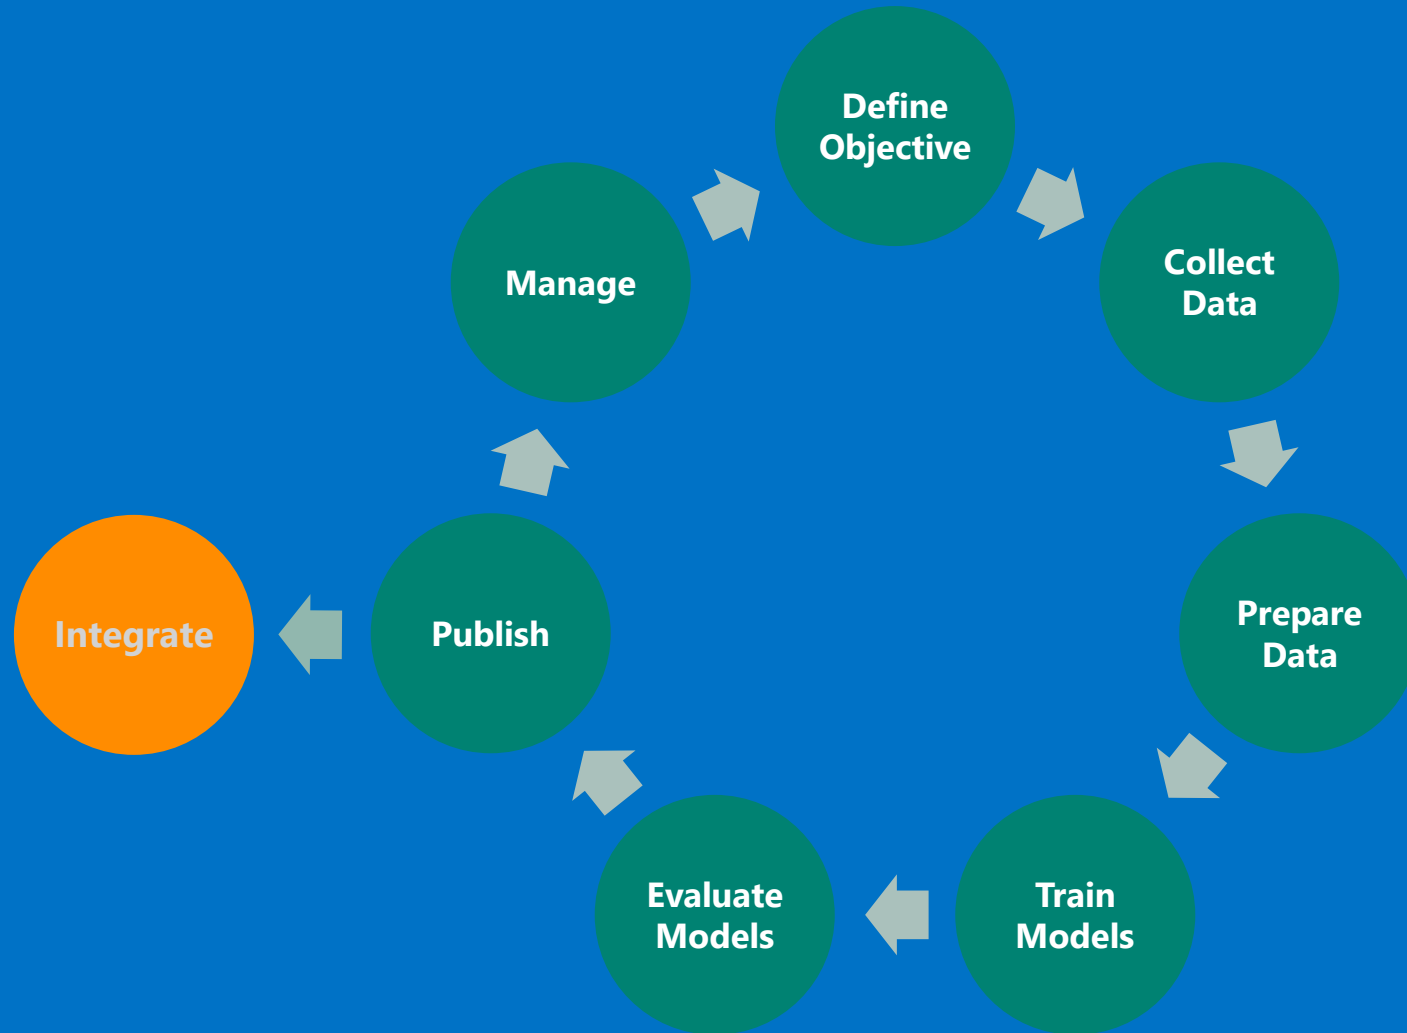 Define
Objective
Collect
Data
Prepare
Data
Train
Models
Evaluate
Models
Publish
Integrate
Manage